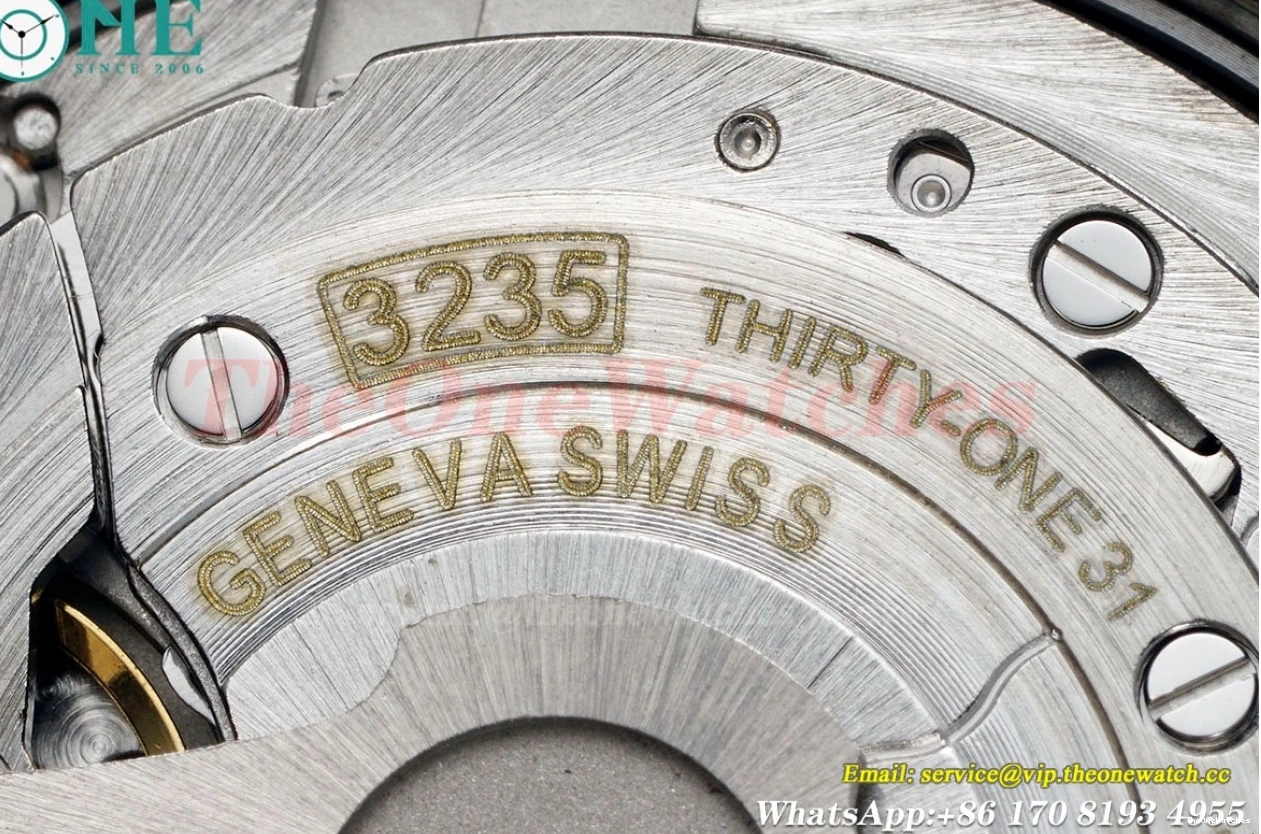 ONE
SINCE 2006
3235
THIRTY-ONE 31
GENEVA SWISS
TheOneWatches
Email: service@vip.theonewatch.cc
WhatsApp:+86 170 8193 4955